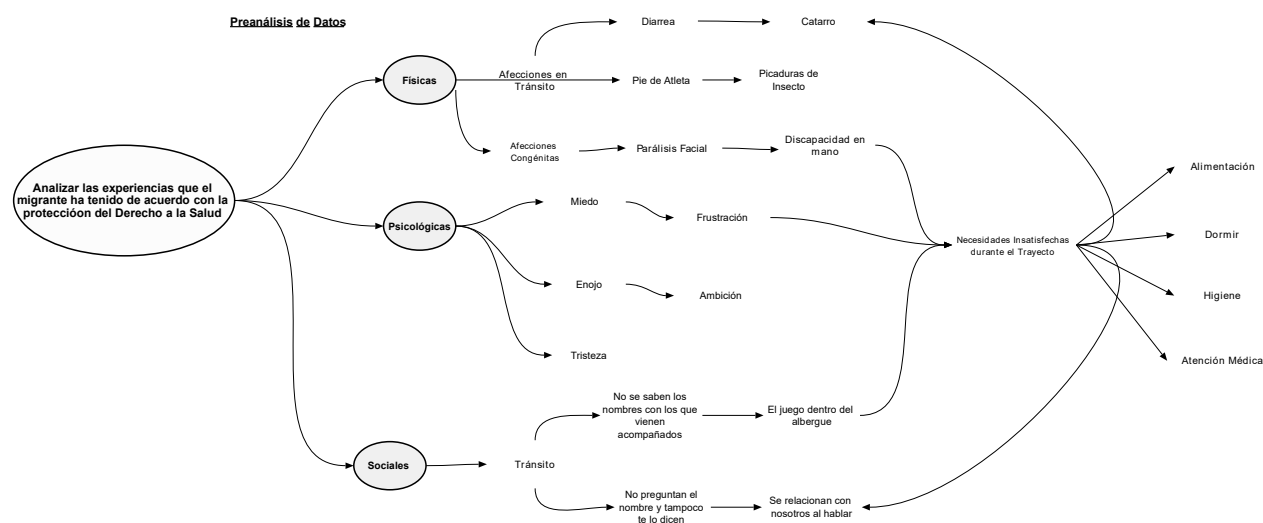 Preanálisis de Datos
Diarrea
Catarro
Físicas
Afecciones en
Tránsito
Pie de Atleta
Picaduras de
Insecto
Afecciones
Congénitas
Parálisis Facial
Discapacidad en
mano
Analizar las experiencias que el
migrante ha tenido de acuerdo con la
proteccióon del Derecho a la Salud
Psicológicas
Miedo
Frustración
Enojo
Ambición
Tristeza
Necesidades Insatisfechas
durante el Trayecto
Alimentación
Dormir
Higiene
Atención Médica
Sociales
Tránsito
No se saben los
nombres con los que
vienen
acompañados
El juego dentro del
albergue
No preguntan el
nombre y tampoco
te lo dicen
Se relacionan con
nosotros al hablar